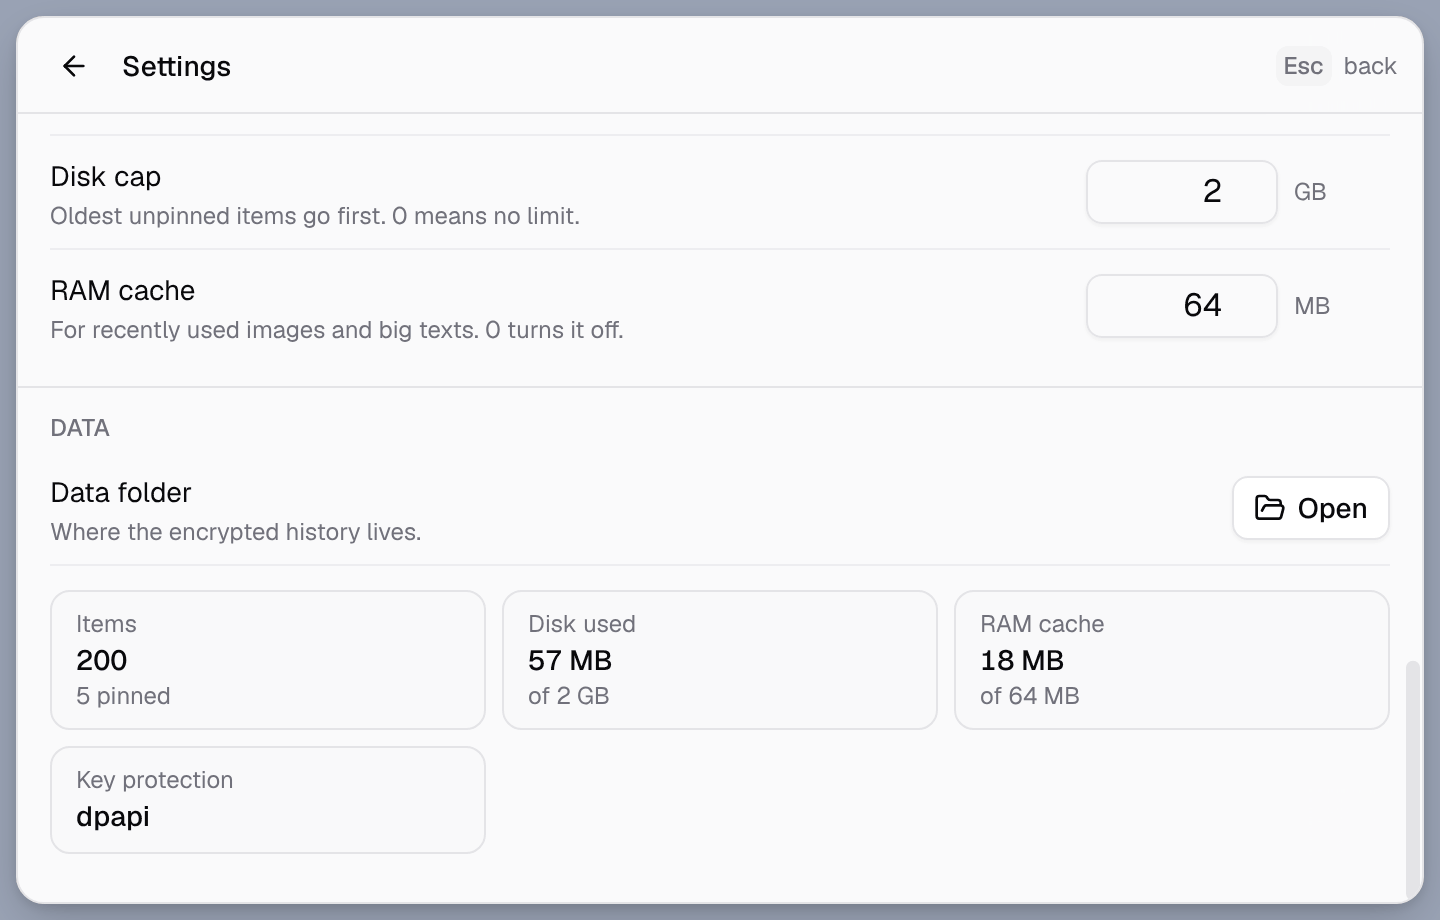 Settings
Esc back
Disk cap
Oldest unpinned items go first. 0 means no limit.
2 GB
RAM cache
For recently used images and big texts. 0 turns it off.
64 MB
DATA
Data folder
Where the encrypted history lives.
Open
Items
200
5 pinned
Disk used
57 MB
of 2 GB
RAM cache
18 MB
of 64 MB
Key protection
dpapi